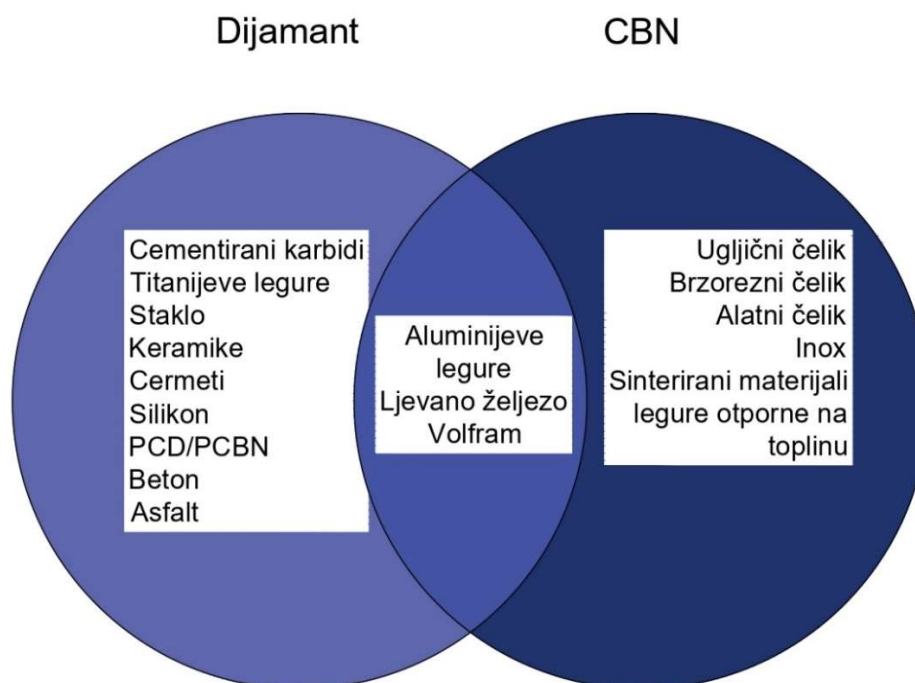 Dijamant
CBN
Cementirani karbidi
Titanijeve legure
Staklo
Keramike
Cermeti
Silikon
PCD/PCBN
Beton
Asfalt
Aluminijeve
legure
Ljevano željezo
Volfram
Ugljični čelik
Brzorezni čelik
Alatni čelik
Inox
Sinterirani materijali
legure otporne na
toplinu